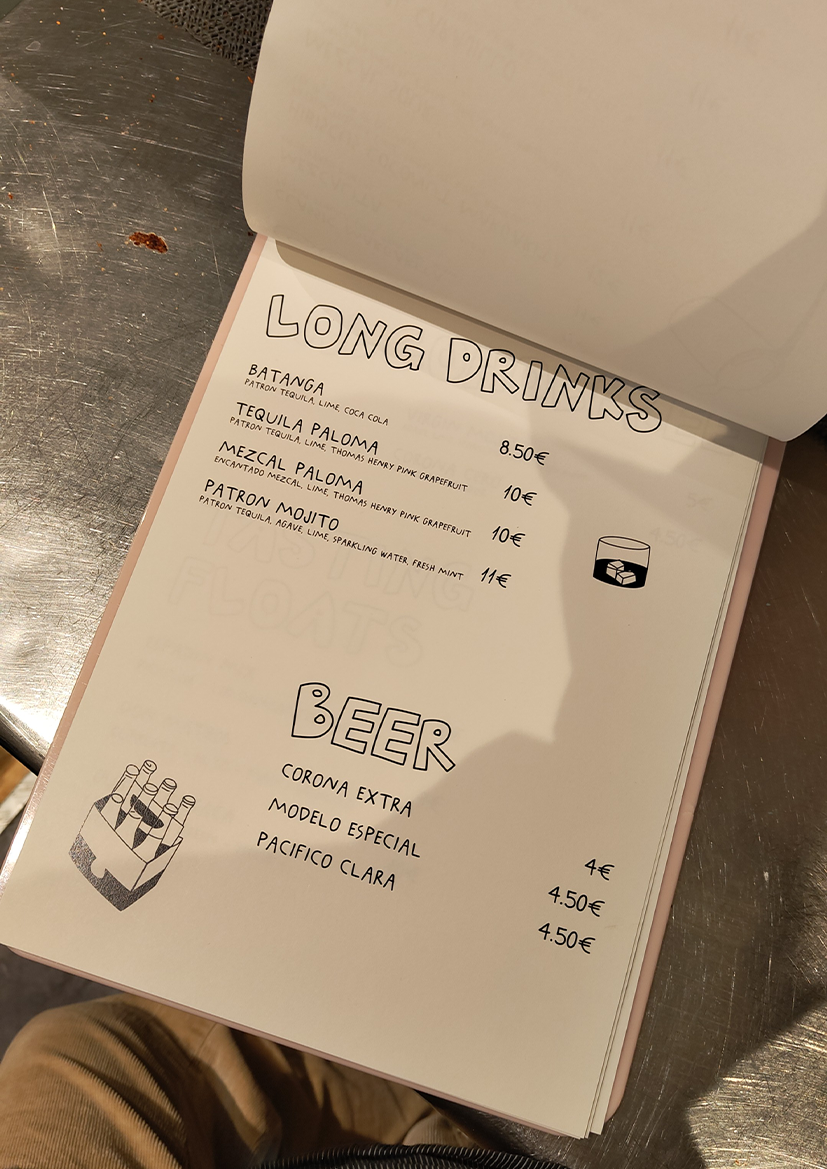 LONG DRINKS
BATANGA
PATRON TEQUILA, LIME, COCA COLA
8.50€
TEQUILA PALOMA
PATRON TEQUILA, LIME, THOMAS HENRY PINK GRAPEFRUIT
10€
MEZCAL PALOMA
ENCANTADO MEZCAL, LIME, THOMAS HENRY PINK GRAPEFRUIT
10€
PATRON MOJITO
PATRON TEQUILA, AGAVE, LIME, SPARKLING WATER, FRESH MINT
11€
BEER
CORONA EXTRA
4€
MODELO ESPECIAL
4.50€
PACIFICO CLARA
4.50€